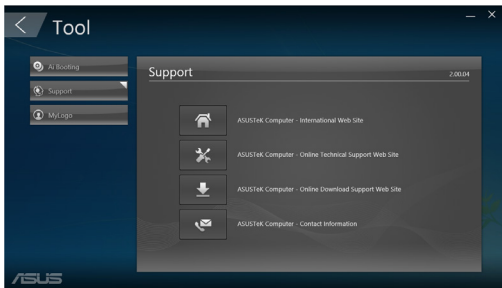 Tool
Ai Booting
Support
MyLogo
Support
2.00.04
ASUSTeK Computer - International Web Site
ASUSTeK Computer - Online Technical Support Web Site
ASUSTeK Computer - Online Download Support Web Site
ASUSTeK Computer - Contact Information
ASUS